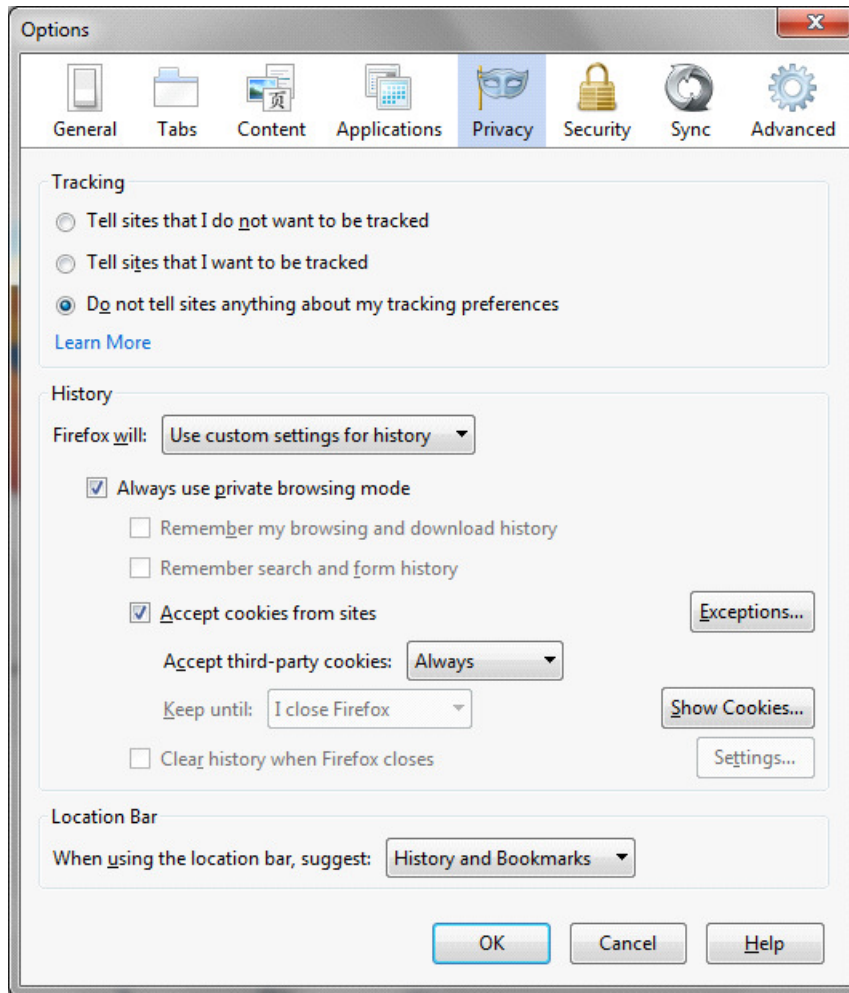 Options
页
General Tabs Content Applications Privacy Security Sync Advanced
Tracking
Tell sites that I do not want to be tracked
Tell sites that I want to be tracked
Do not tell sites anything about my tracking preferences
Learn More
History
Firefox will: Use custom settings for history
Always use private browsing mode
Remember my browsing and download history
Remember search and form history
Accept cookies from sites Exceptions...
Accept third-party cookies: Always
Keep until: I close Firefox Show Cookies...
Clear history when Firefox closes Settings...
Location Bar
When using the location bar, suggest: History and Bookmarks
OK Cancel Help